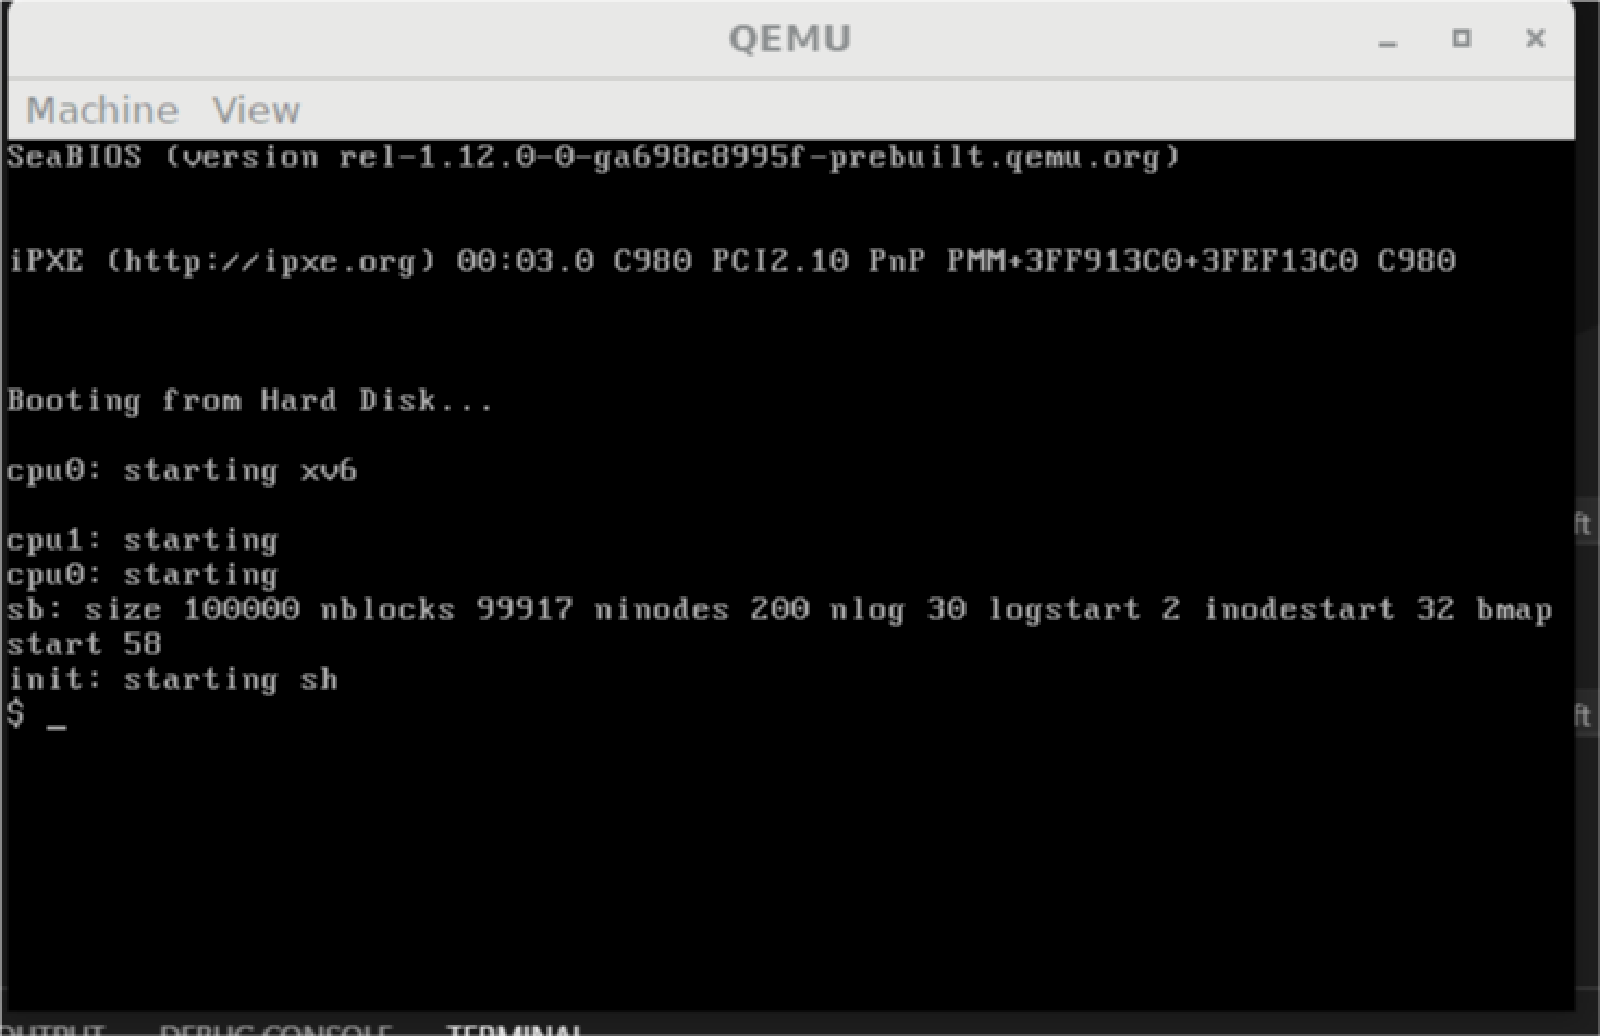 QEMU
Machine View
SeaBIOS (version rel-1.12.0-0-ga698c8995f-prebuilt.qemu.org)
iPXE (http://ipxe.org) 00:03.0 C980 PCI2.10 PnP PMM+3FF913C0+3FEF13C0 C980
Booting from Hard Disk...
cpu0: starting xv6
cpu1: starting
cpu0: starting
sb: size 100000 nblocks 99917 ninodes 200 nlog 30 logstart 2 inodestart 32 bmap
start 58
init: starting sh
$ _
ft
ft
OUTPUT DEBUG CONSOLE TERMINAL